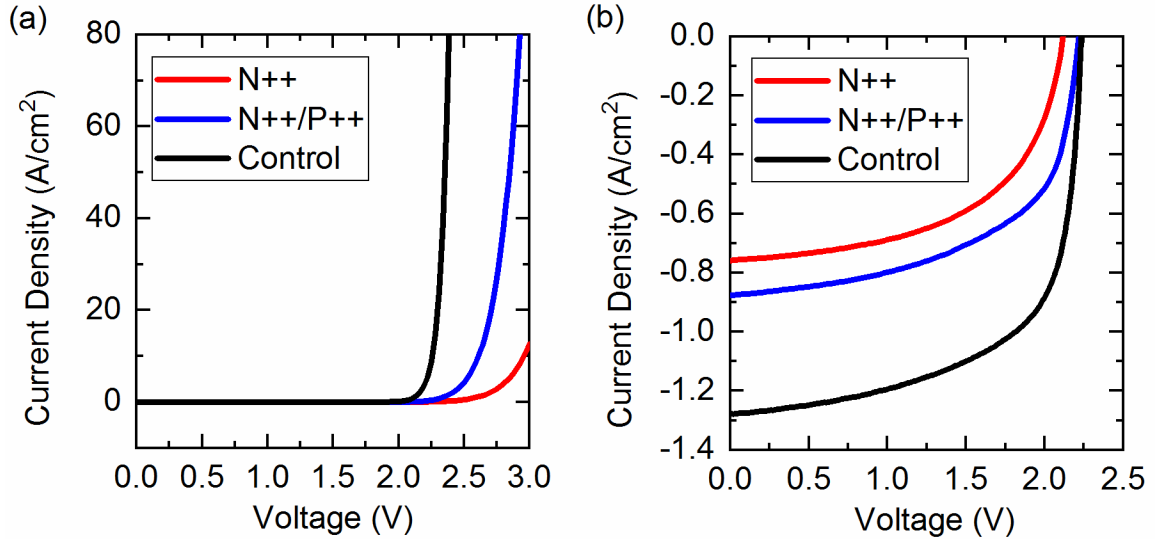 (a)
80
60
40
20
0
Current Density (A/cm²)
N++
N++/P++
Control
0.0 0.5 1.0 1.5 2.0 2.5 3.0
Voltage (V)
(b)
0.0
-0.2
-0.4
-0.6
-0.8
-1.0
-1.2
-1.4
Current Density (A/cm²)
N++
N++/P++
Control
0.0 0.5 1.0 1.5 2.0 2.5
Voltage (V)